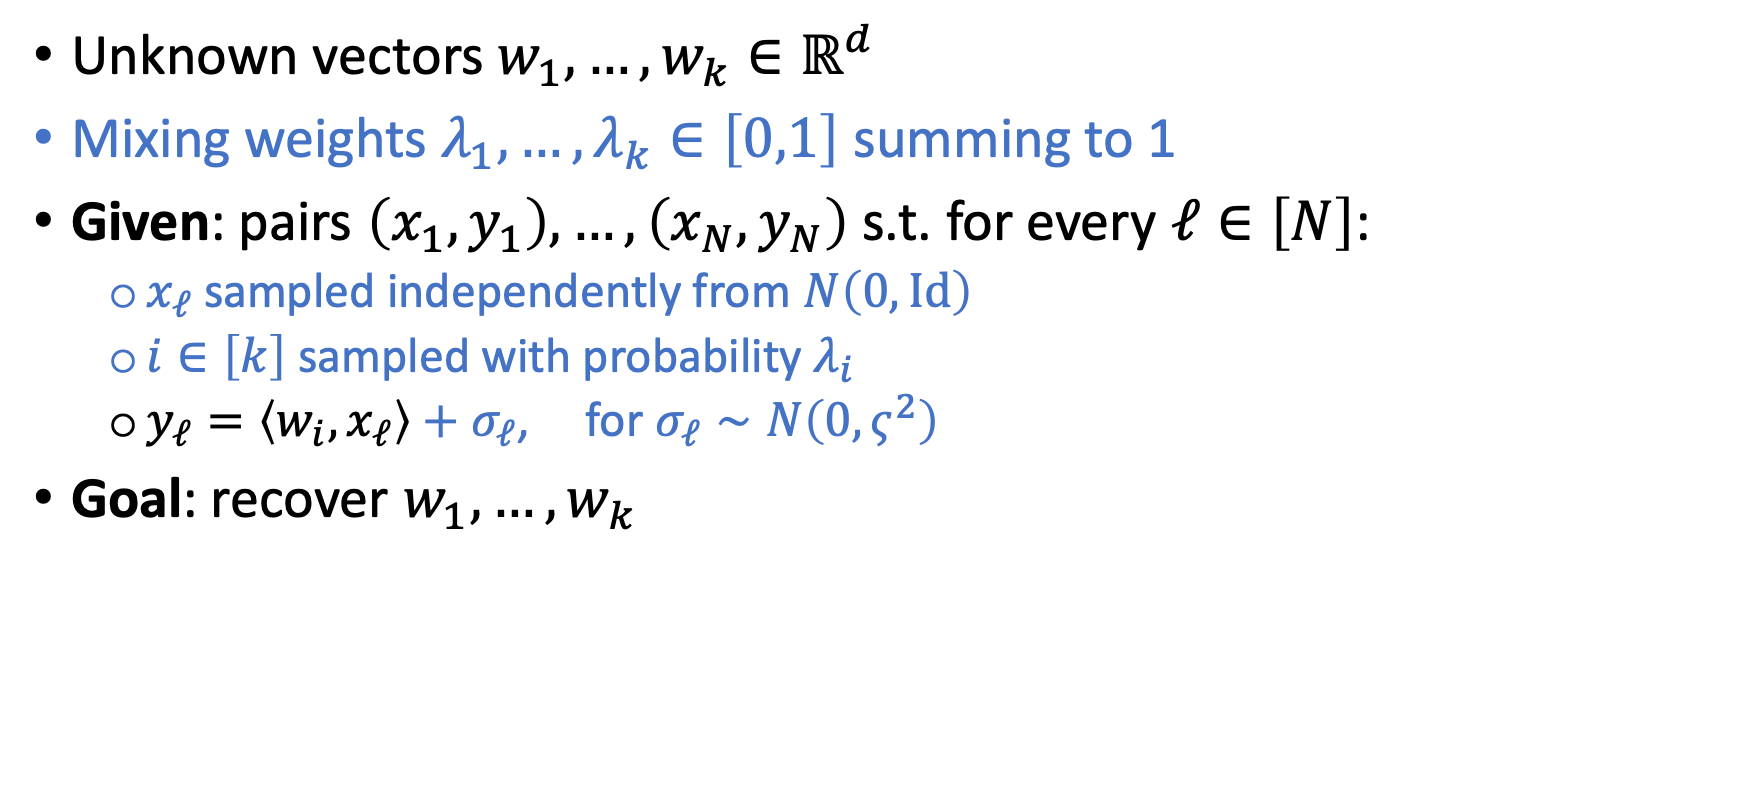 • Unknown vectors w₁, …, wₖ ∈ ℝᵈ
• Mixing weights λ₁, …, λₖ ∈ [0,1] summing to 1
• Given: pairs (x₁, y₁), …, (x_N, y_N) s.t. for every ℓ ∈ [N]:
○ x_ℓ sampled independently from N(0, Id)
○ i ∈ [k] sampled with probability λᵢ
○ y_ℓ = ⟨wᵢ, x_ℓ⟩ + σ_ℓ, for σ_ℓ ~ N(0, ς²)
• Goal: recover w₁, …, wₖ